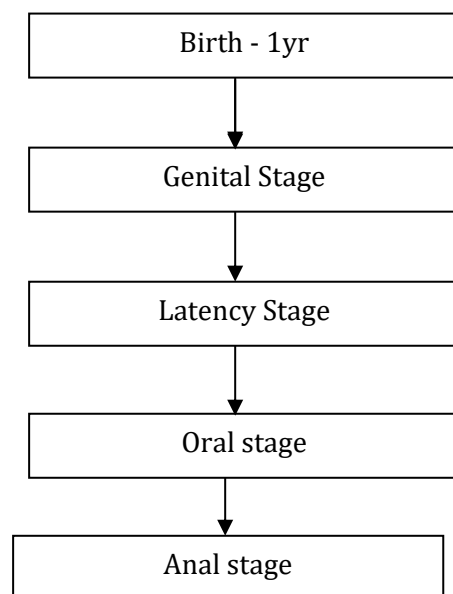 Birth - 1yr
Genital Stage
Latency Stage
Oral stage
Anal stage